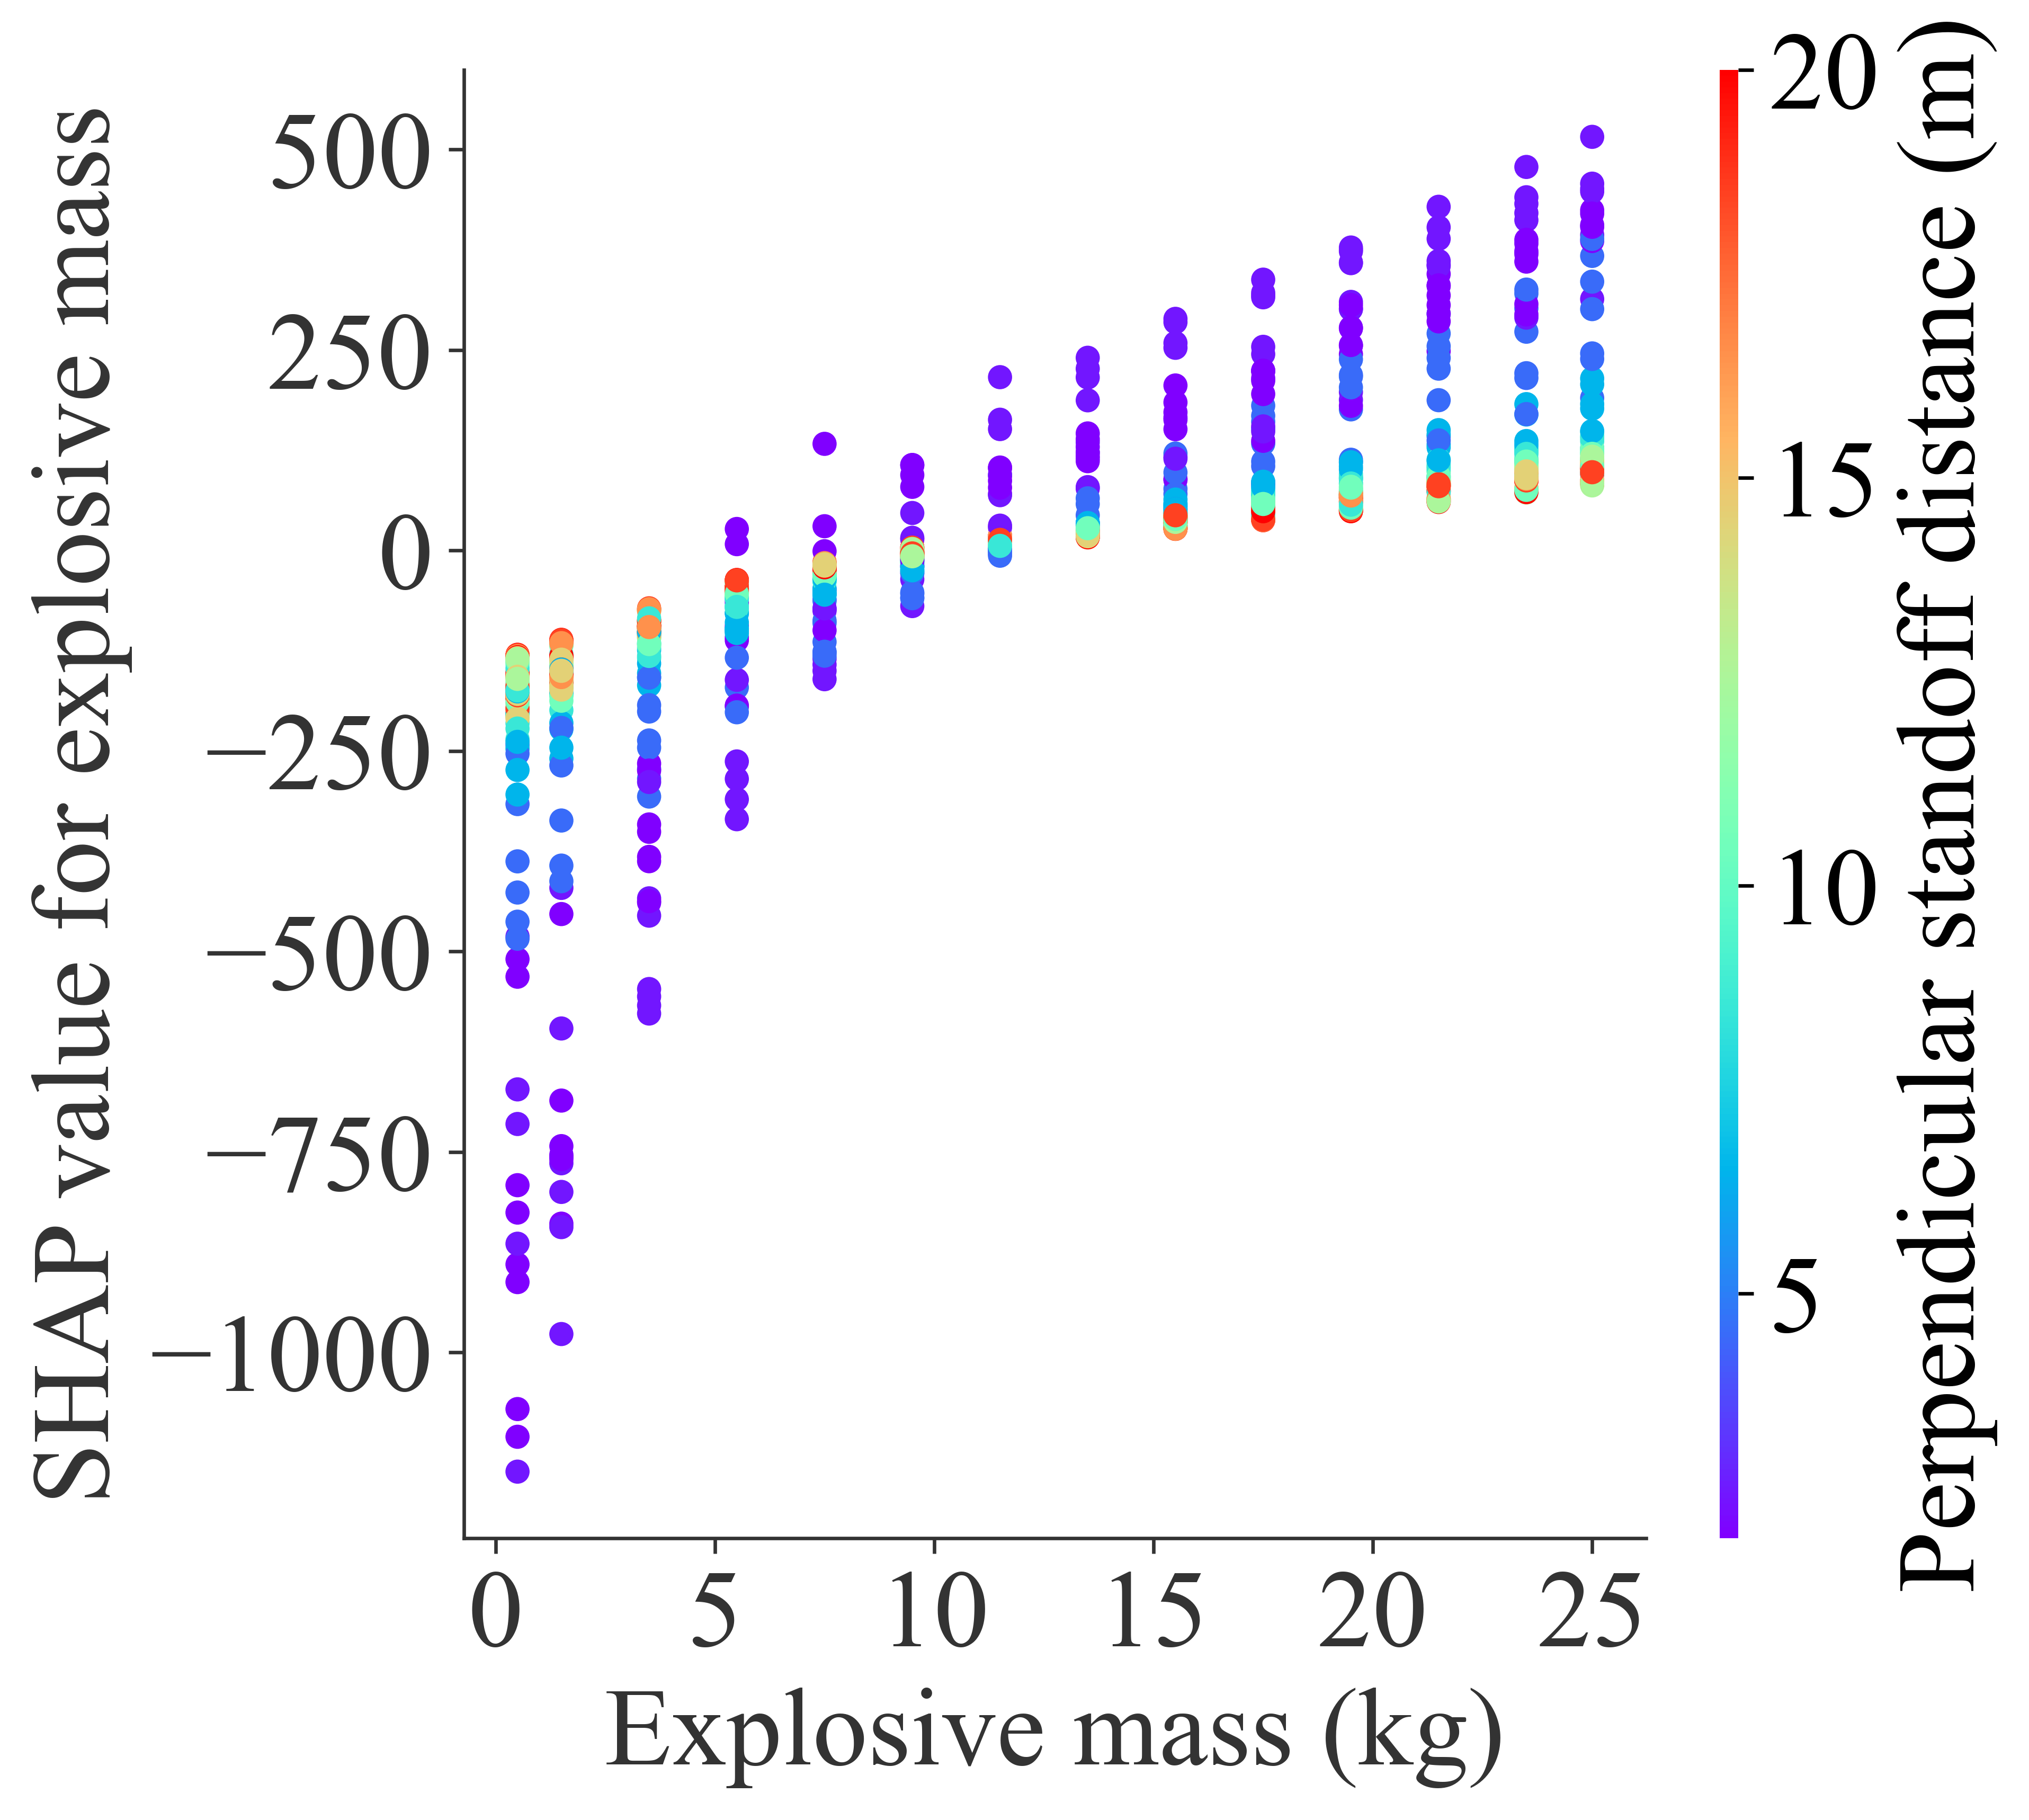 SHAP value for explosive mass
500
250
0
−250
−500
−750
−1000
0 5 10 15 20 25
Explosive mass (kg)
20
15
10
5
Perpendicular standoff distance (m)